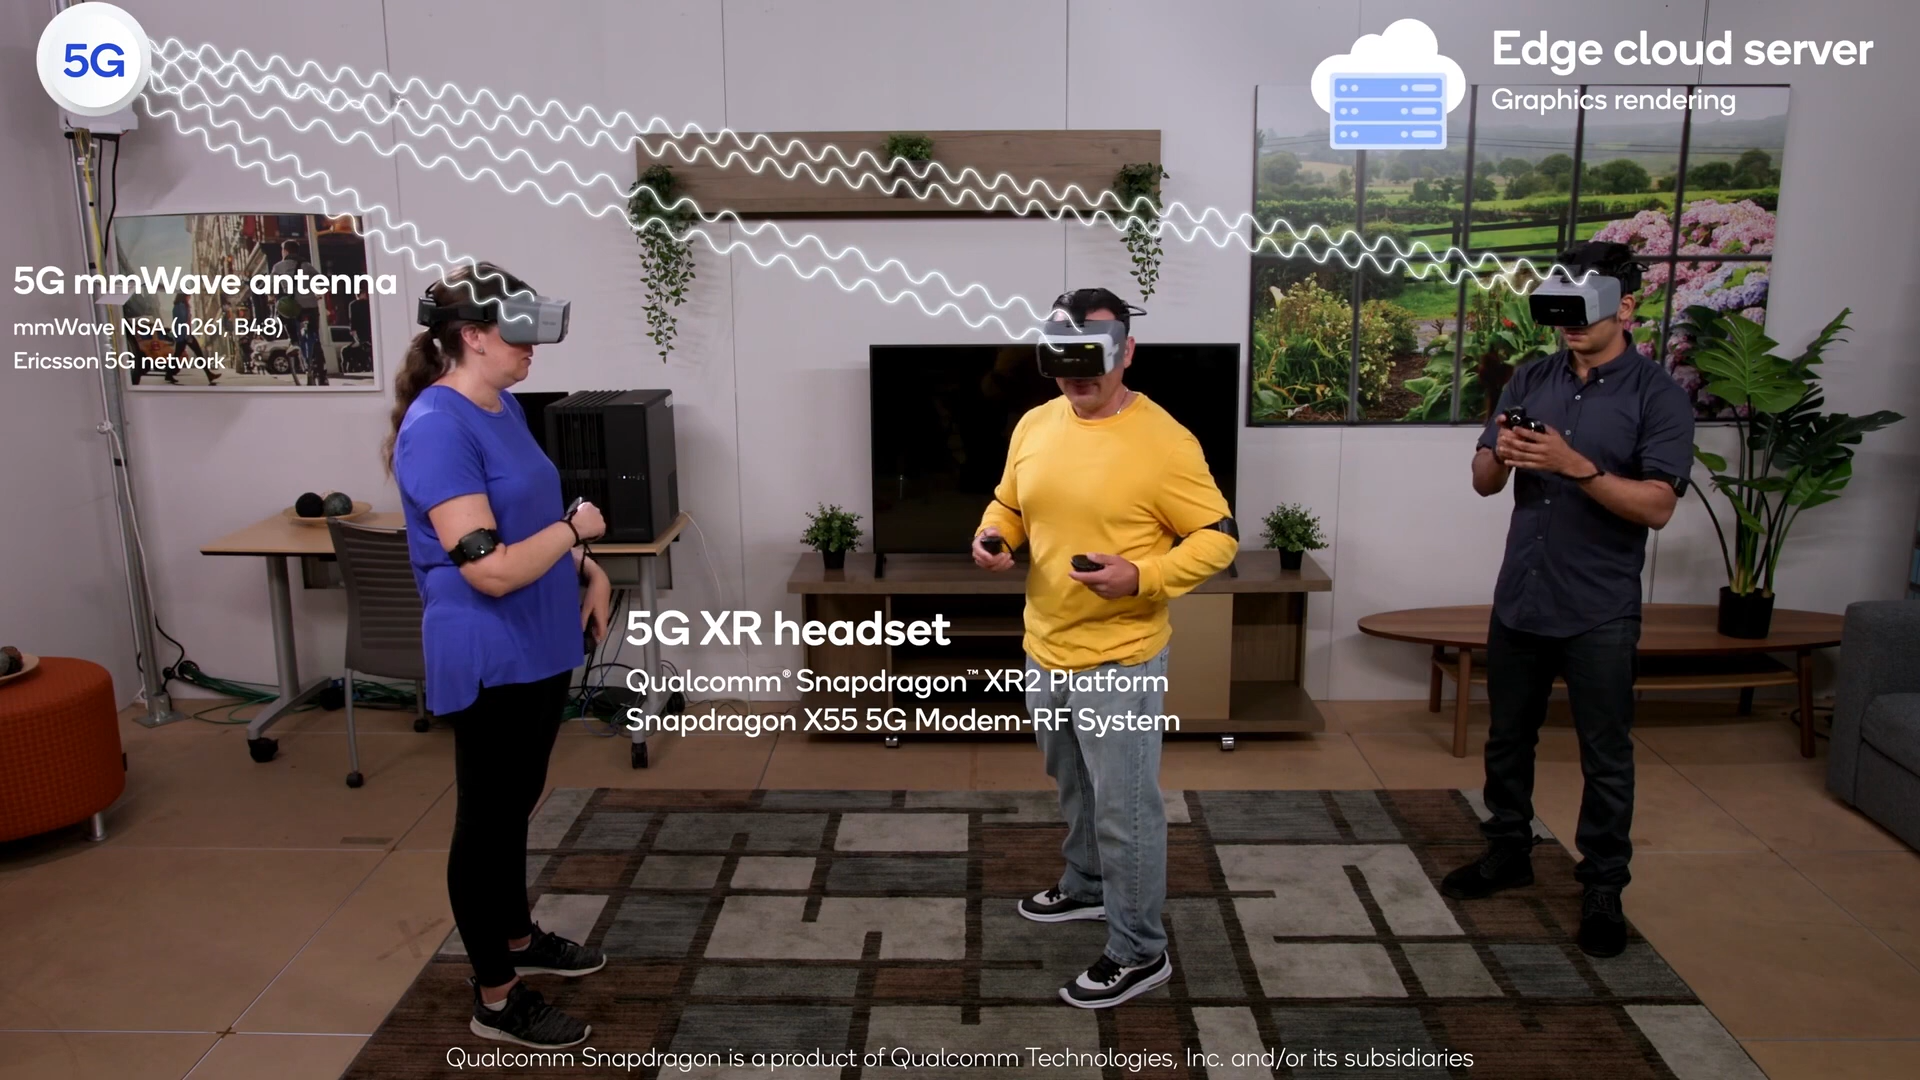 5G
Edge cloud server
Graphics rendering
5G mmWave antenna
mmWave NSA (n261, B48)
Ericsson 5G network
5G XR headset
Qualcomm® Snapdragon™ XR2 Platform
Snapdragon X55 5G Modem-RF System
Qualcomm Snapdragon is a product of Qualcomm Technologies, Inc. and/or its subsidiaries